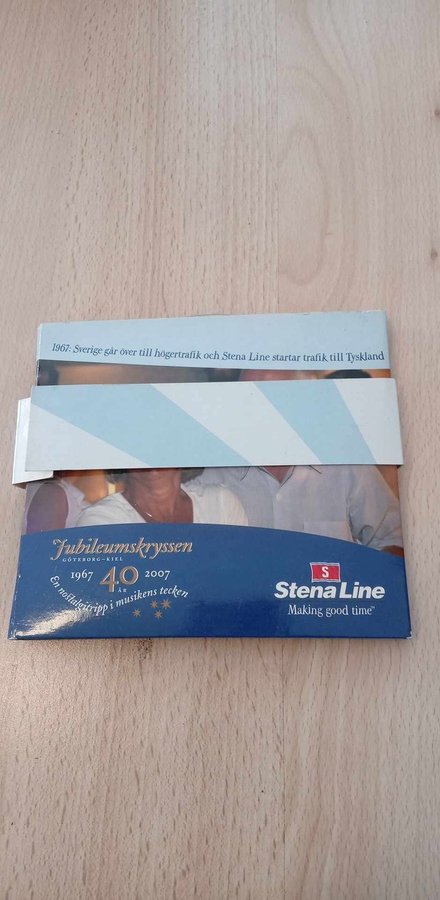 1967: Sverige går över till högertrafik och Stena Line startar trafik till Tyskland
Jubileumskryssen
GÖTEBORG–KIEL
1967 40 2007
ÅR
En nostalgitripp i musikens tecken
S
Stena Line
Making good time™